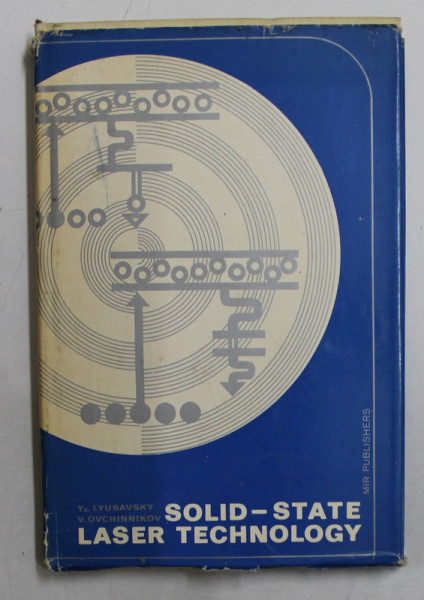 Yu. LYUBAVSKY
V. OVCHINNIKOV
SOLID–STATE
LASER TECHNOLOGY
MIR PUBLISHERS